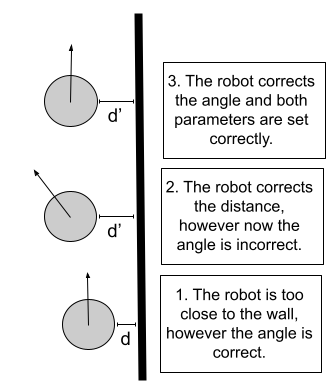 3. The robot corrects
the angle and both
parameters are set
correctly.
d’
2. The robot corrects
the distance,
however now the
angle is incorrect.
d’
1. The robot is too
close to the wall,
however the angle is
correct.
d